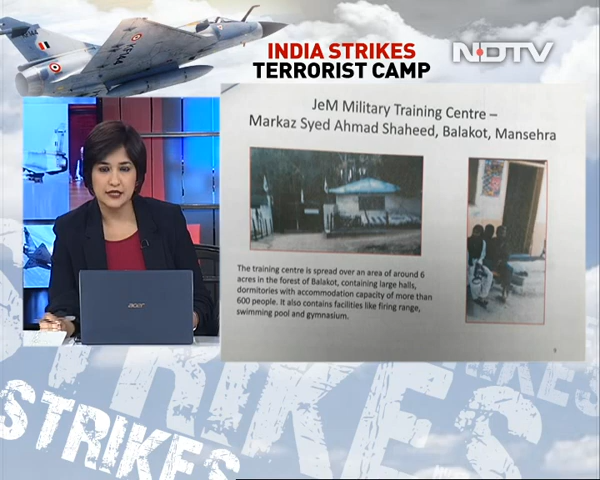 INDIA STRIKES
TERRORIST CAMP
NDTV
JeM Military Training Centre –
Markaz Syed Ahmad Shaheed, Balakot, Mansehra
The training centre is spread over an area of around 6
acres in the forest of Balakot, containing large halls,
dormitories with accommodation capacity of more than
600 people. It also contains facilities like firing range,
swimming pool and gymnasium.
acer
STRIKES
STRIKES